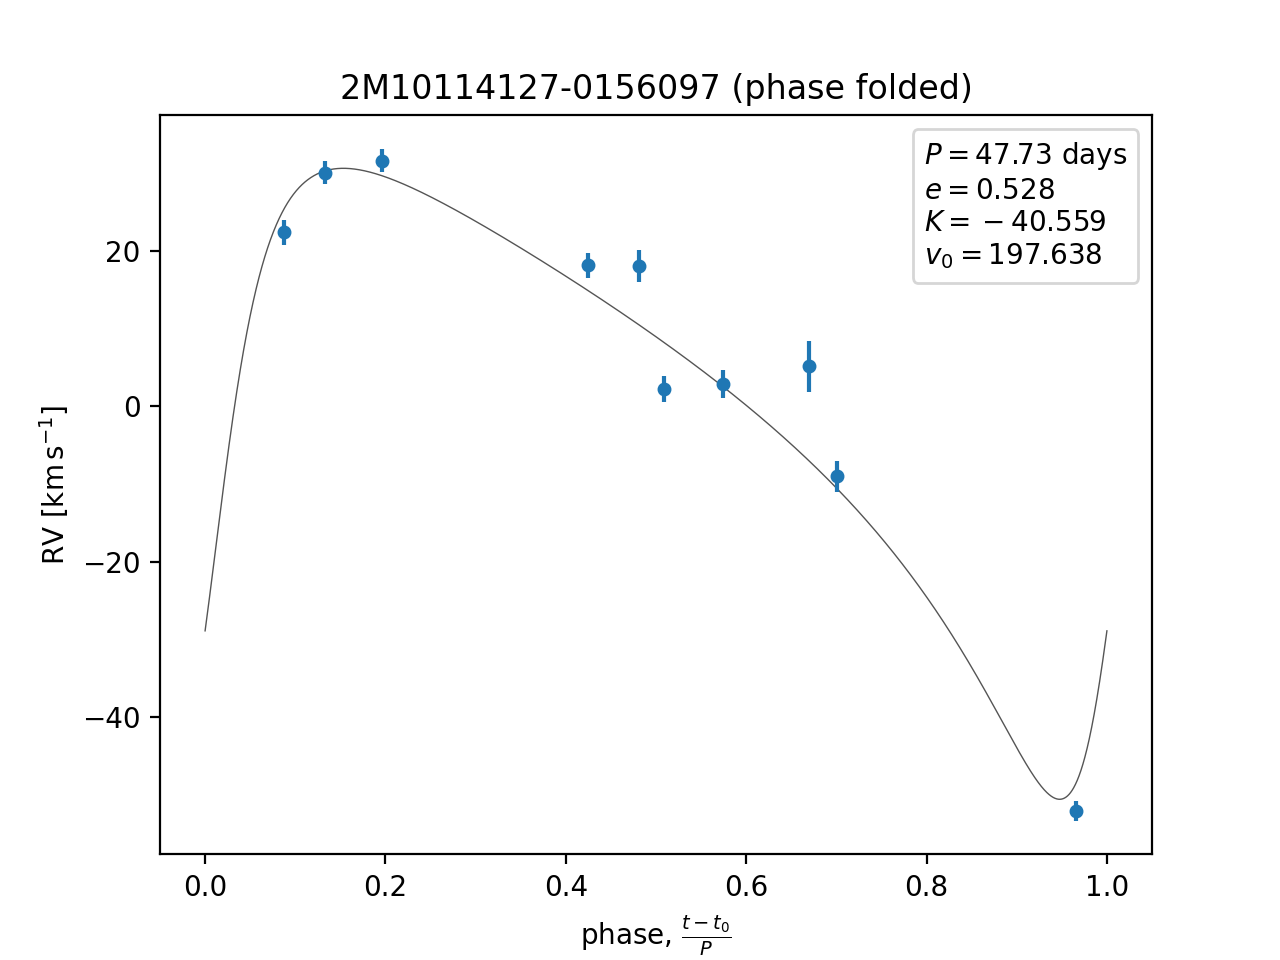 2M10114127-0156097 (phase folded)
P = 47.73 days
e = 0.528
K = −40.559
v₀ = 197.638
RV [km s⁻¹]
20
0
−20
−40
0.0 0.2 0.4 0.6 0.8 1.0
phase, (t − t₀)/P